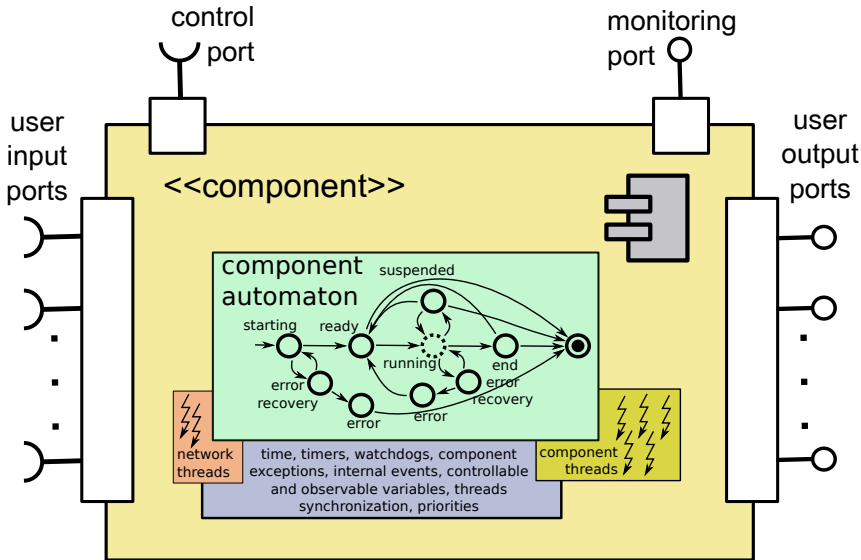 control
port
monitoring
port
user
input
ports
user
output
ports
<<component>>
component
automaton
suspended
starting
ready
running
end
error
recovery
error
recovery
error
error
network
threads
time, timers, watchdogs, component
exceptions, internal events, controllable
and observable variables, threads
synchronization, priorities
component
threads